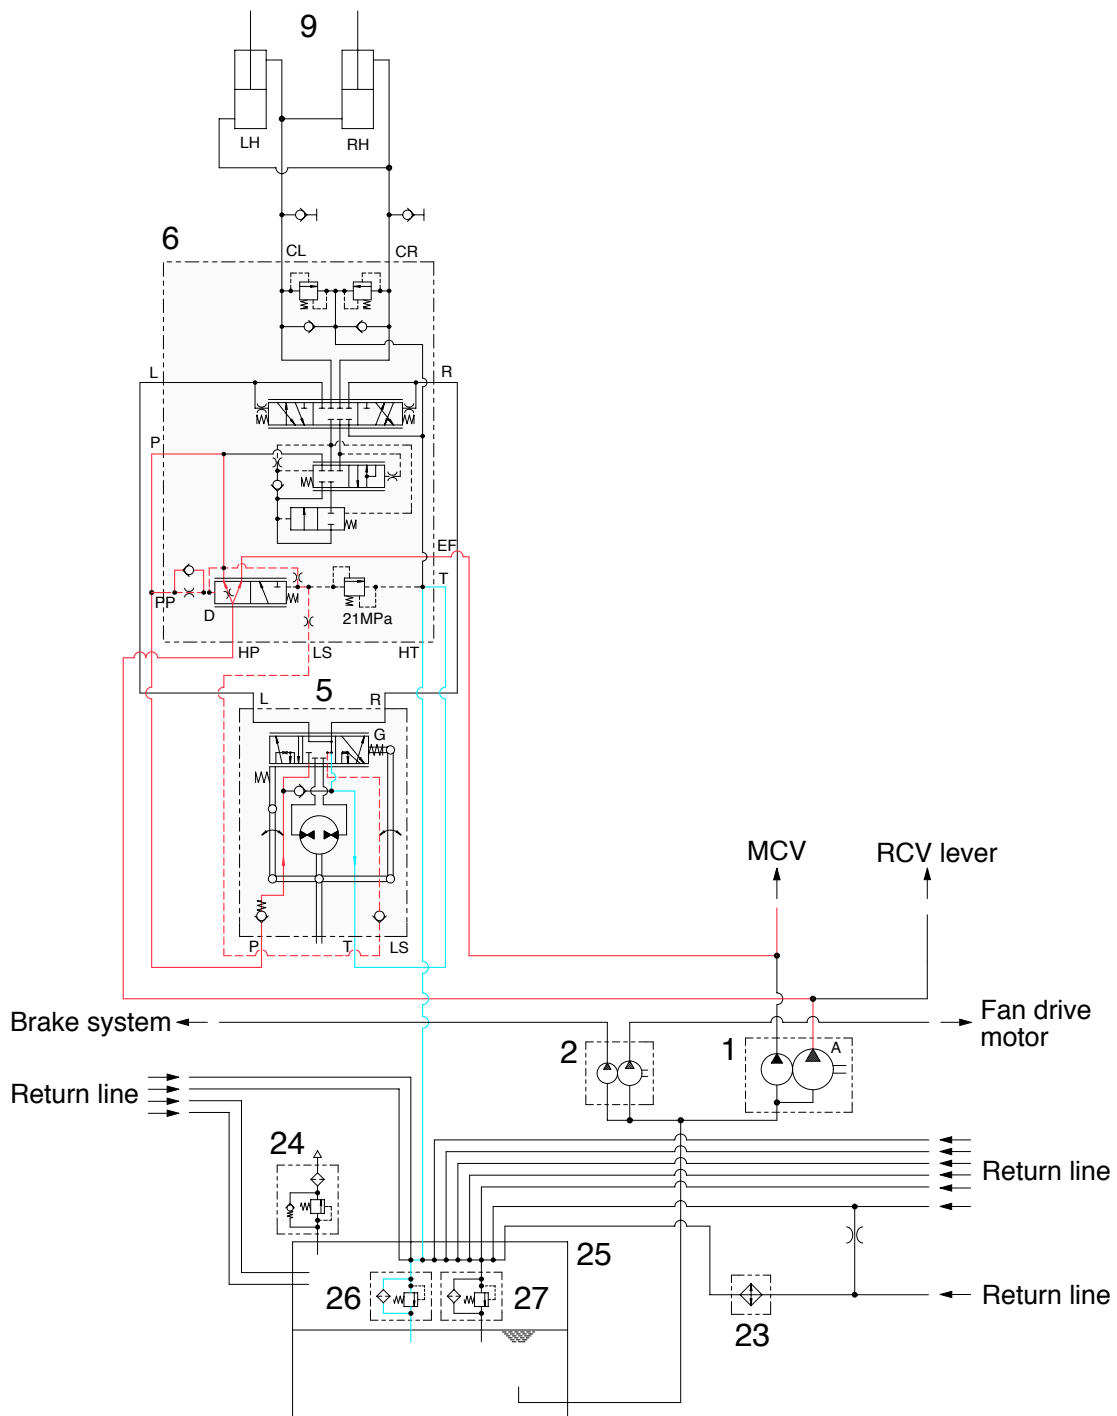 9
LH
RH
6
CL
CR
L
R
P
EF
T
PP
D
21MPa
HP
LS
HT
5
L
R
G
P
T
LS
MCV
RCV lever
Brake system
Fan drive
motor
2
1
A
Return line
24
Return line
25
26
27
Return line
23